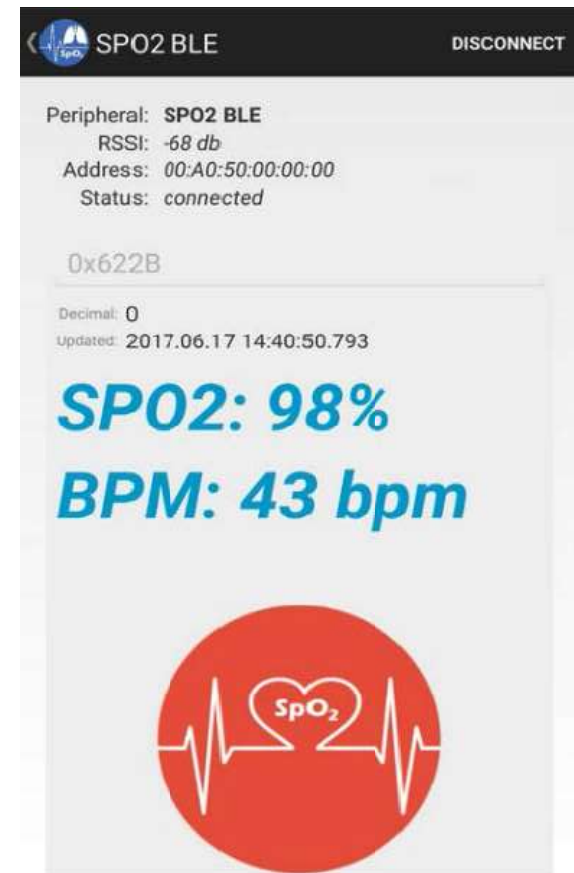 SPO2 BLE
DISCONNECT
Peripheral: SPO2 BLE
RSSI: -68 db
Address: 00:A0:50:00:00:00
Status: connected
0x622B
Decimal: 0
Updated: 2017.06.17 14:40:50.793
SPO2: 98%
BPM: 43 bpm
SpO₂